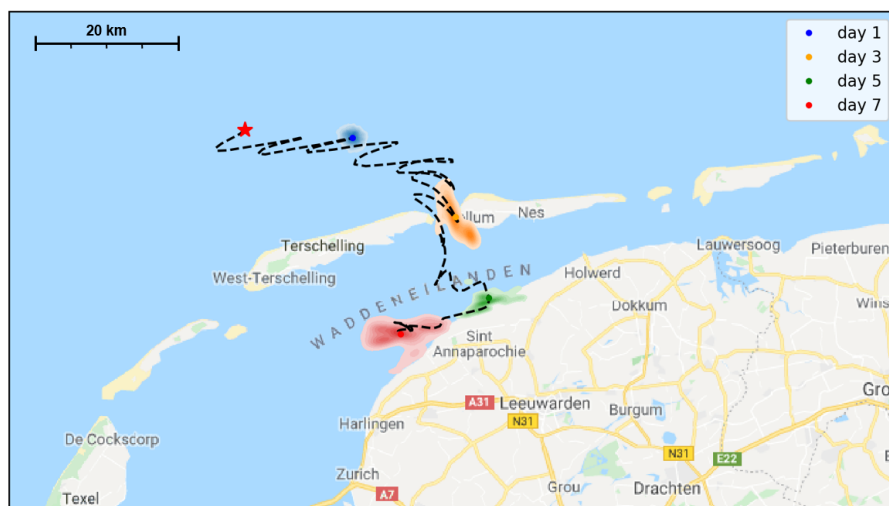 20 km
day 1
day 3
day 5
day 7
Nes
llum
Terschelling
Lauwersoog
Pieterburen
West-Terschelling
WADDENEILANDEN
Holwerd
Dokkum
Wins
Sint
Annaparochie
Gro
A31
Leeuwarden
Burgum
N31
Harlingen
De Cockscorp
N31
E22
Zurich
Grou
Drachten
A7
Texel